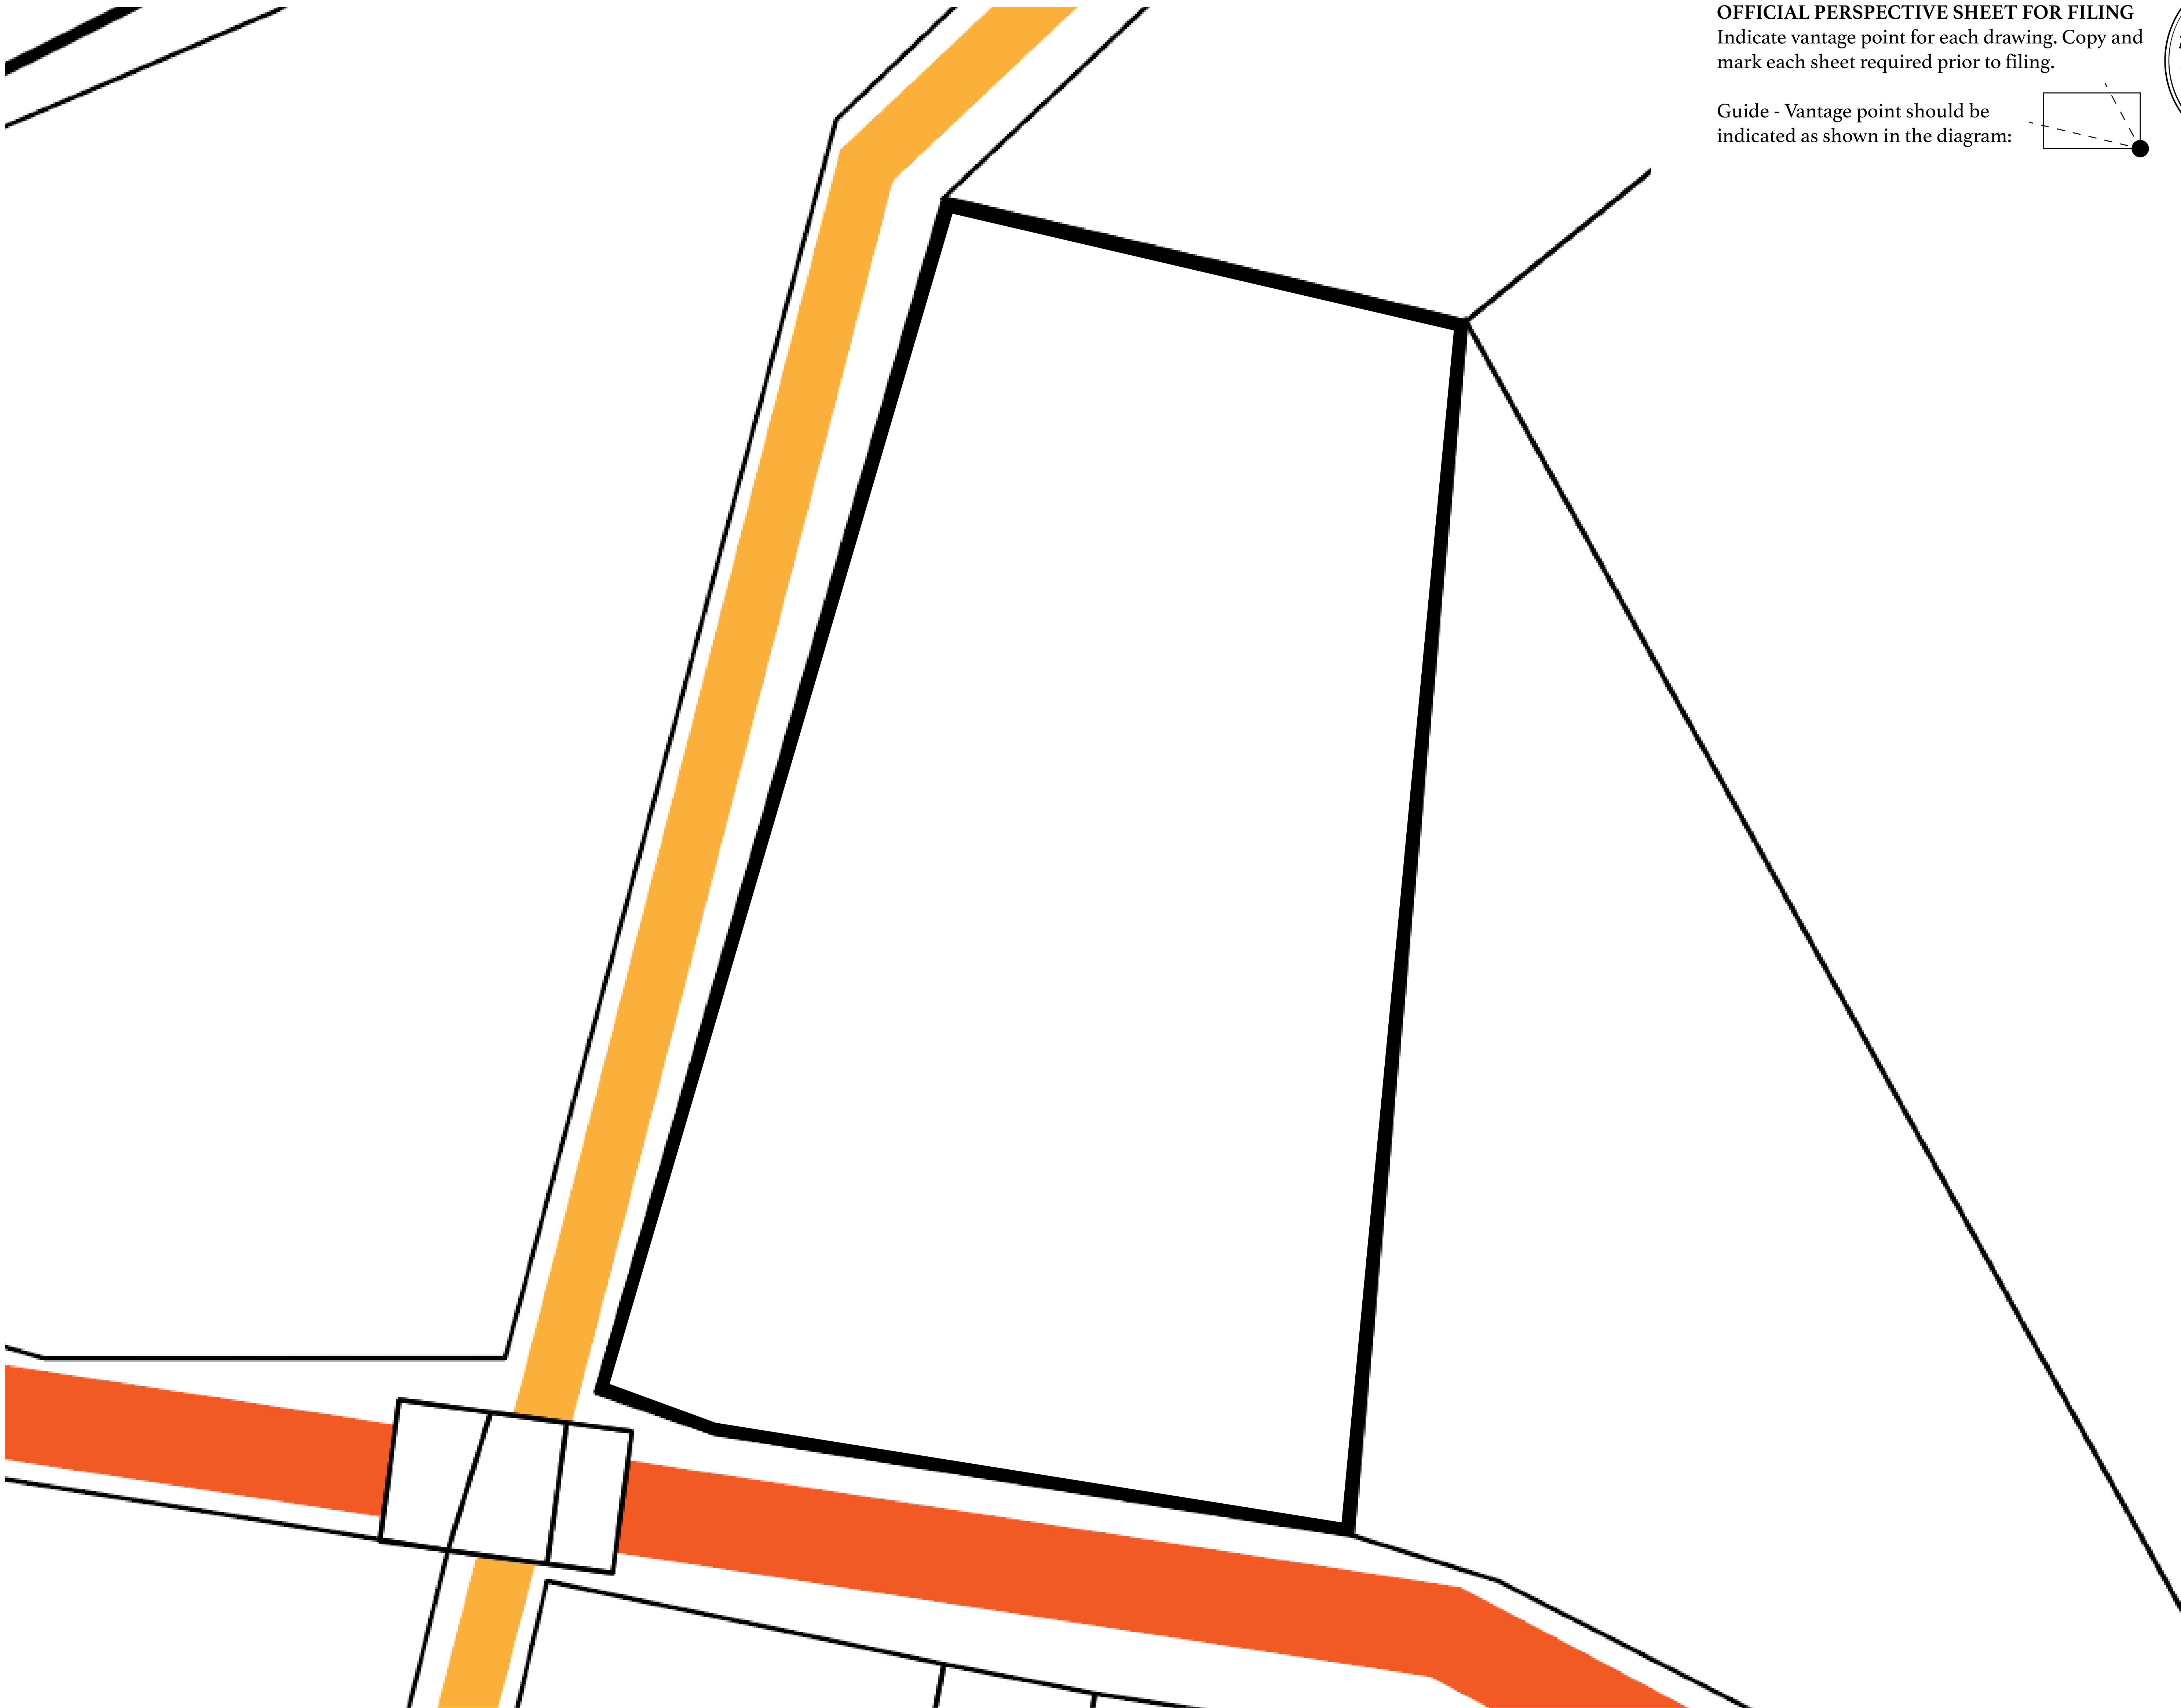 OFFICIAL PERSPECTIVE SHEET FOR FILING
Indicate vantage point for each drawing. Copy and
mark each sheet required prior to filing.
Guide - Vantage point should be
indicated as shown in the diagram: